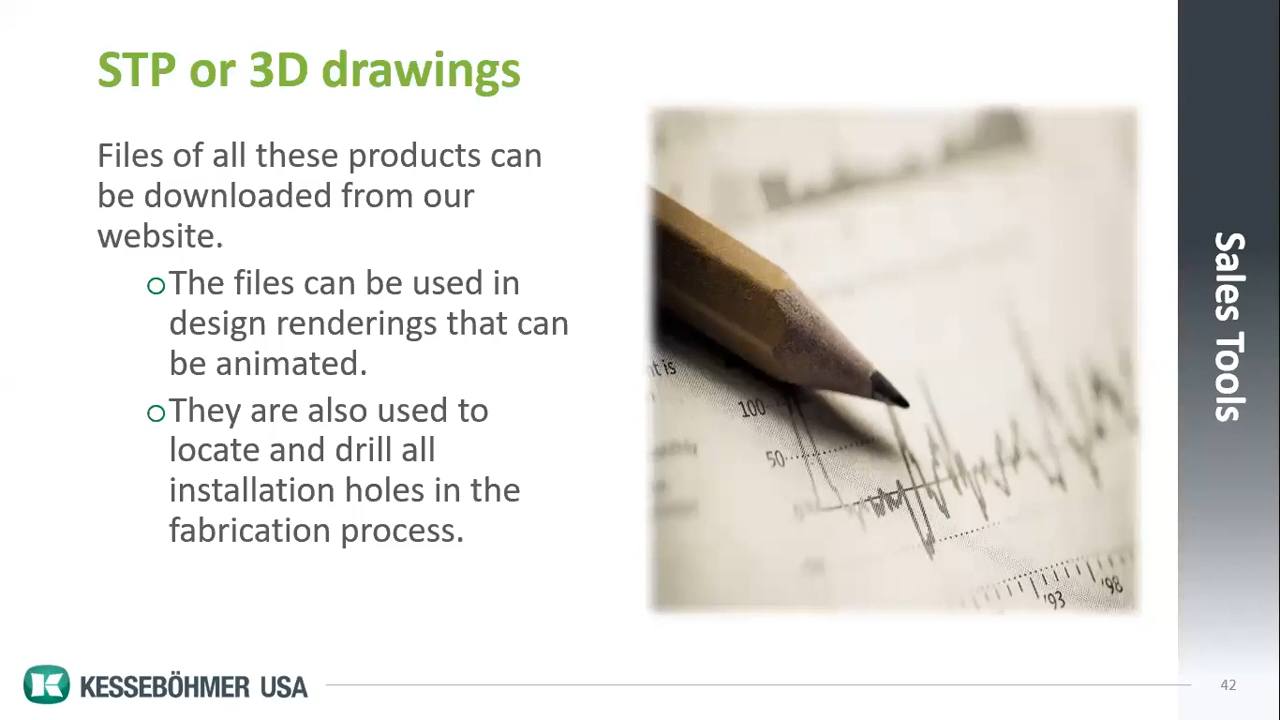 STP or 3D drawings
Files of all these products can
be downloaded from our
website.
The files can be used in
design renderings that can
be animated.
They are also used to
locate and drill all
installation holes in the
fabrication process.
Sales Tools
100
50
'93
'98
KESSEBÖHMER USA
42